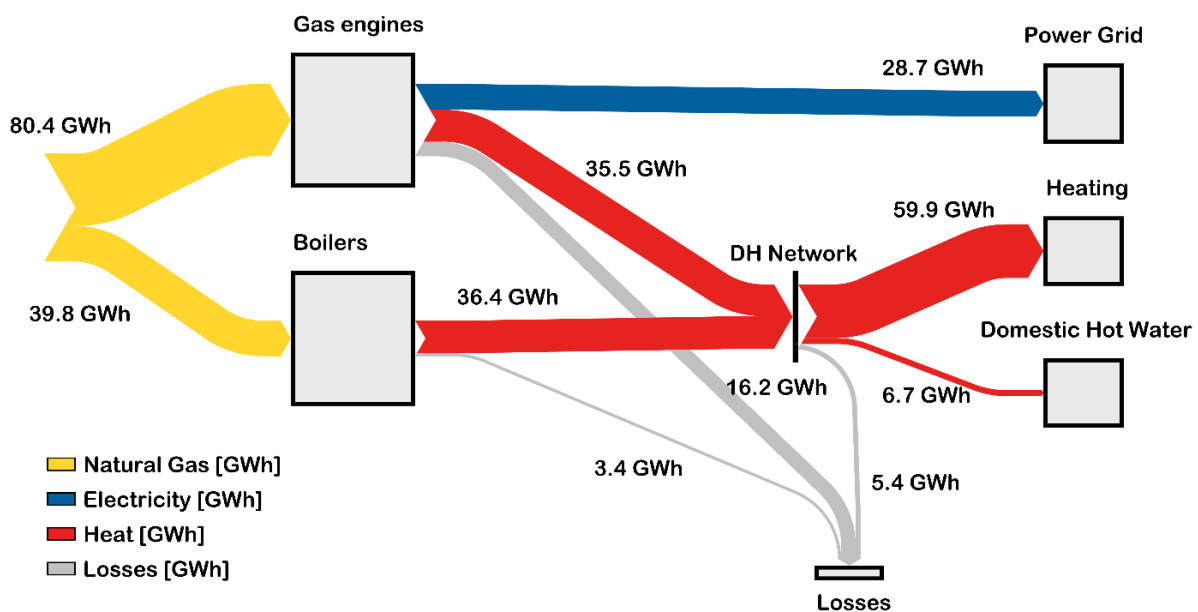 Gas engines
Power Grid
28.7 GWh
80.4 GWh
35.5 GWh
Heating
59.9 GWh
Boilers
DH Network
36.4 GWh
39.8 GWh
Domestic Hot Water
16.2 GWh
6.7 GWh
3.4 GWh
5.4 GWh
Natural Gas [GWh]
Electricity [GWh]
Heat [GWh]
Losses [GWh]
Losses